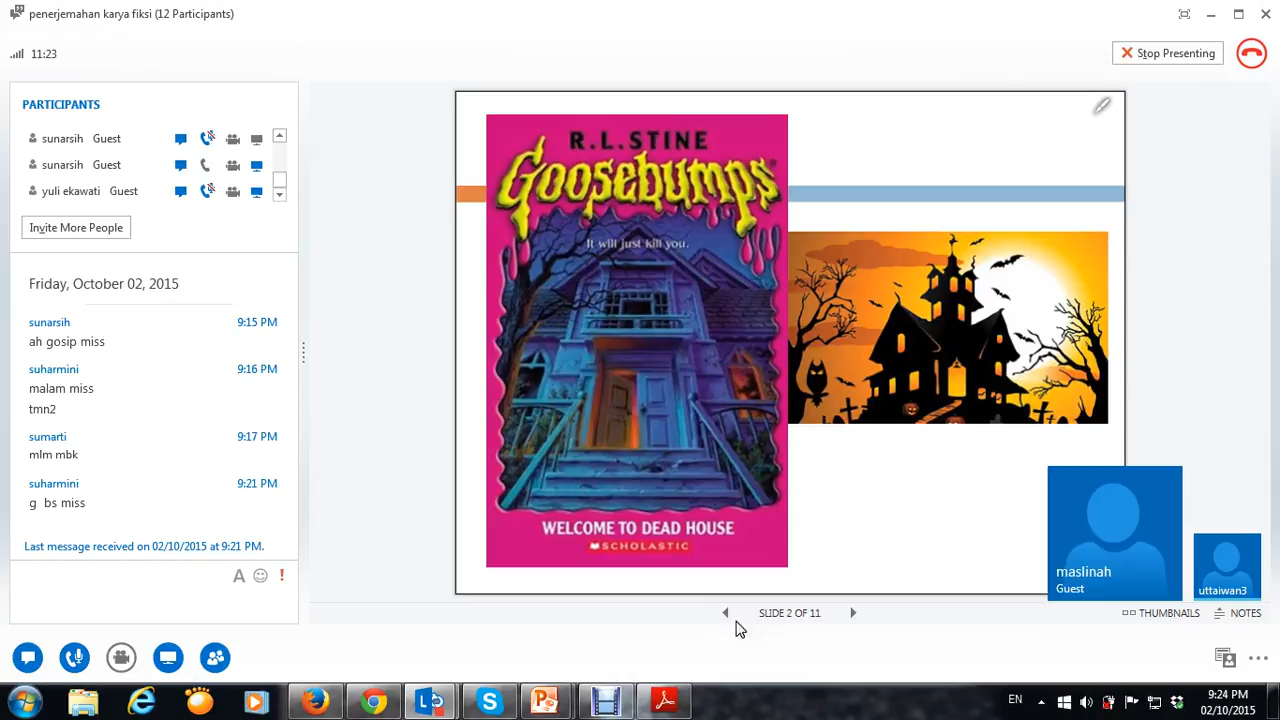 penerjemahan karya fiksi (12 Participants)
11:23
Stop Presenting
PARTICIPANTS
sunarsih Guest
sunarsih Guest
yuli ekawati Guest
Invite More People
Friday, October 02, 2015
sunarsih 9:15 PM
ah gosip miss
suharmini 9:16 PM
malam miss
tmn2
sumarti 9:17 PM
mlm mbk
suharmini 9:21 PM
g bs miss
Last message received on 02/10/2015 at 9:21 PM.
A !
R.L.STINE
Goosebumps
It will just kill you.
WELCOME TO DEAD HOUSE
SCHOLASTIC
maslinah
Guest
uttaiwan3
SLIDE 2 OF 11
THUMBNAILS
NOTES
EN
9:24 PM
02/10/2015